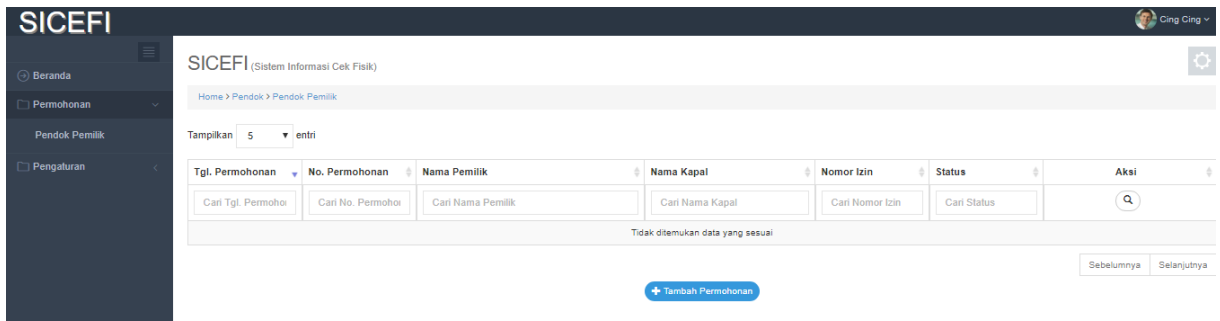 SICEFI
Cing Cing
Beranda
Permohonan
Pendok Pemilik
Pengaturan
SICEFI (Sistem Informasi Cek Fisik)
Home > Pendok > Pendok Pemilik
Tampilkan 5 entri
Tgl. Permohonan No. Permohonan Nama Pemilik Nama Kapal Nomor Izin Status Aksi
Cari Tgl. Permohon Cari No. Permohon Cari Nama Pemilik Cari Nama Kapal Cari Nomor Izin Cari Status
Tidak ditemukan data yang sesuai
Sebelumnya Selanjutnya
+ Tambah Permohonan